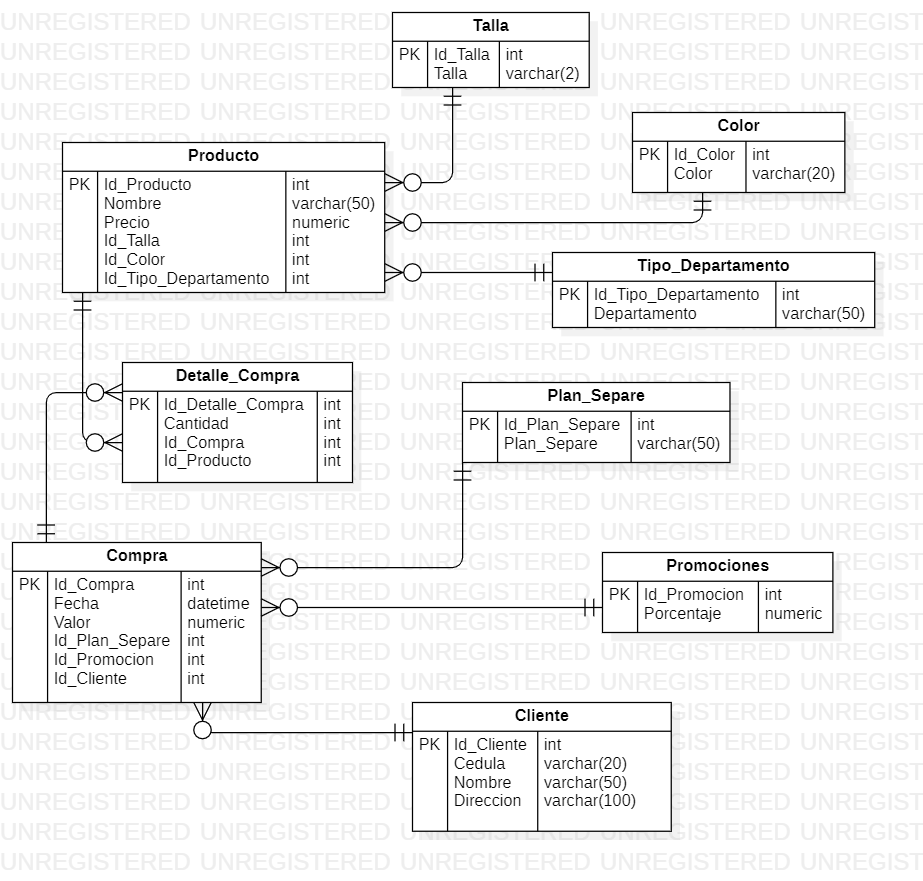 Talla
PK Id_Talla int
Talla varchar(2)
Color
PK Id_Color int
Color varchar(20)
Producto
PK Id_Producto int
Nombre varchar(50)
Precio numeric
Id_Talla int
Id_Color int
Id_Tipo_Departamento int
Tipo_Departamento
PK Id_Tipo_Departamento int
Departamento varchar(50)
Detalle_Compra
PK Id_Detalle_Compra int
Cantidad int
Id_Compra int
Id_Producto int
Plan_Separe
PK Id_Plan_Separe int
Plan_Separe varchar(50)
Compra
PK Id_Compra int
Fecha datetime
Valor numeric
Id_Plan_Separe int
Id_Promocion int
Id_Cliente int
Promociones
PK Id_Promocion int
Porcentaje numeric
Cliente
PK Id_Cliente int
Cedula varchar(20)
Nombre varchar(50)
Direccion varchar(100)
UNREGISTERED